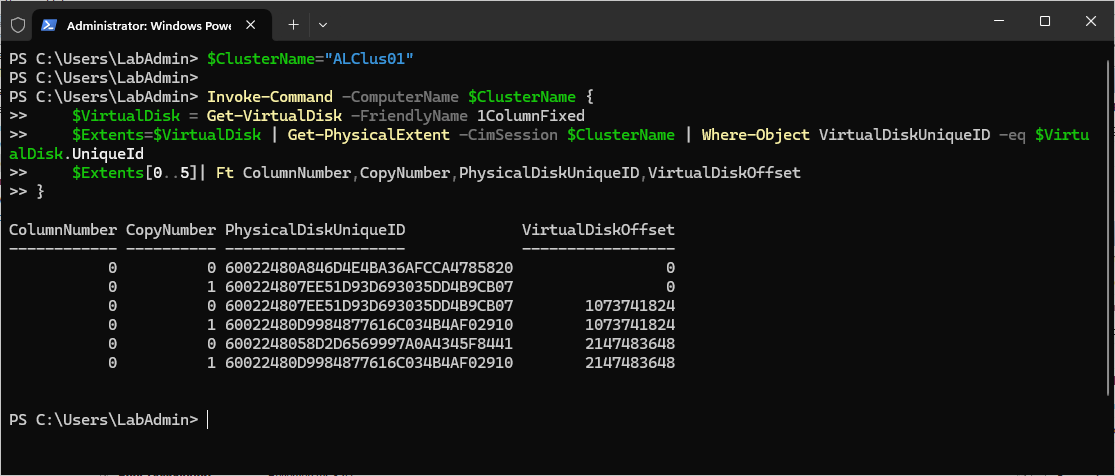 Administrator: Windows Powe
PS C:\Users\LabAdmin> $ClusterName="ALClus01"
PS C:\Users\LabAdmin>
PS C:\Users\LabAdmin> Invoke-Command -ComputerName $ClusterName {
>>     $VirtualDisk = Get-VirtualDisk -FriendlyName 1ColumnFixed
>>     $Extents=$VirtualDisk | Get-PhysicalExtent -CimSession $ClusterName | Where-Object VirtualDiskUniqueID -eq $Virtu
alDisk.UniqueId
>>     $Extents[0..5]| Ft ColumnNumber,CopyNumber,PhysicalDiskUniqueID,VirtualDiskOffset
>> }
ColumnNumber CopyNumber PhysicalDiskUniqueID             VirtualDiskOffset
------------ ---------- --------------------             -----------------
           0          0 60022480A846D4E4BA36AFCCA4785820                 0
           0          1 600224807EE51D93D693035DD4B9CB07                 0
           0          0 600224807EE51D93D693035DD4B9CB07        1073741824
           0          1 60022480D9984877616C034B4AF02910        1073741824
           0          0 6002248058D2D6569997A0A4345F8441        2147483648
           0          1 60022480D9984877616C034B4AF02910        2147483648
PS C:\Users\LabAdmin>